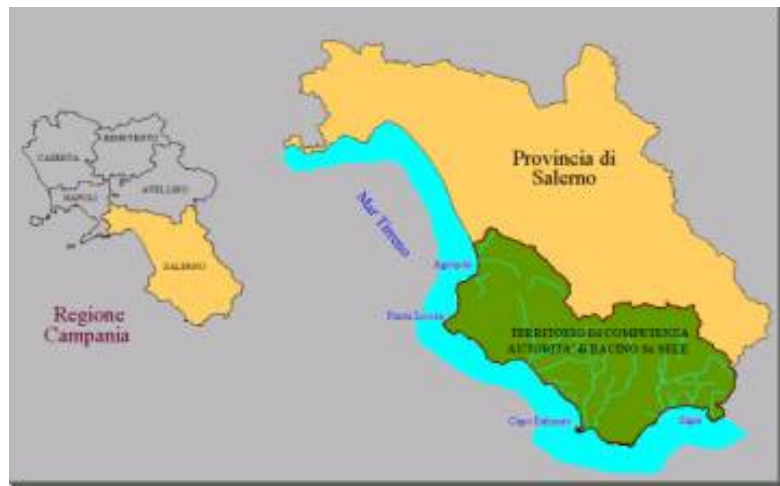 BENEVENTO
CASERTA
NAPOLI
AVELLINO
SALERNO
Regione
Campania
Provincia di
Salerno
Mar Tirreno
Agropoli
Punta Licosa
TERRITORIO DI COMPETENZA
AUTORITA' di BACINO Sx SELE
Capo Palinuro
Sapri